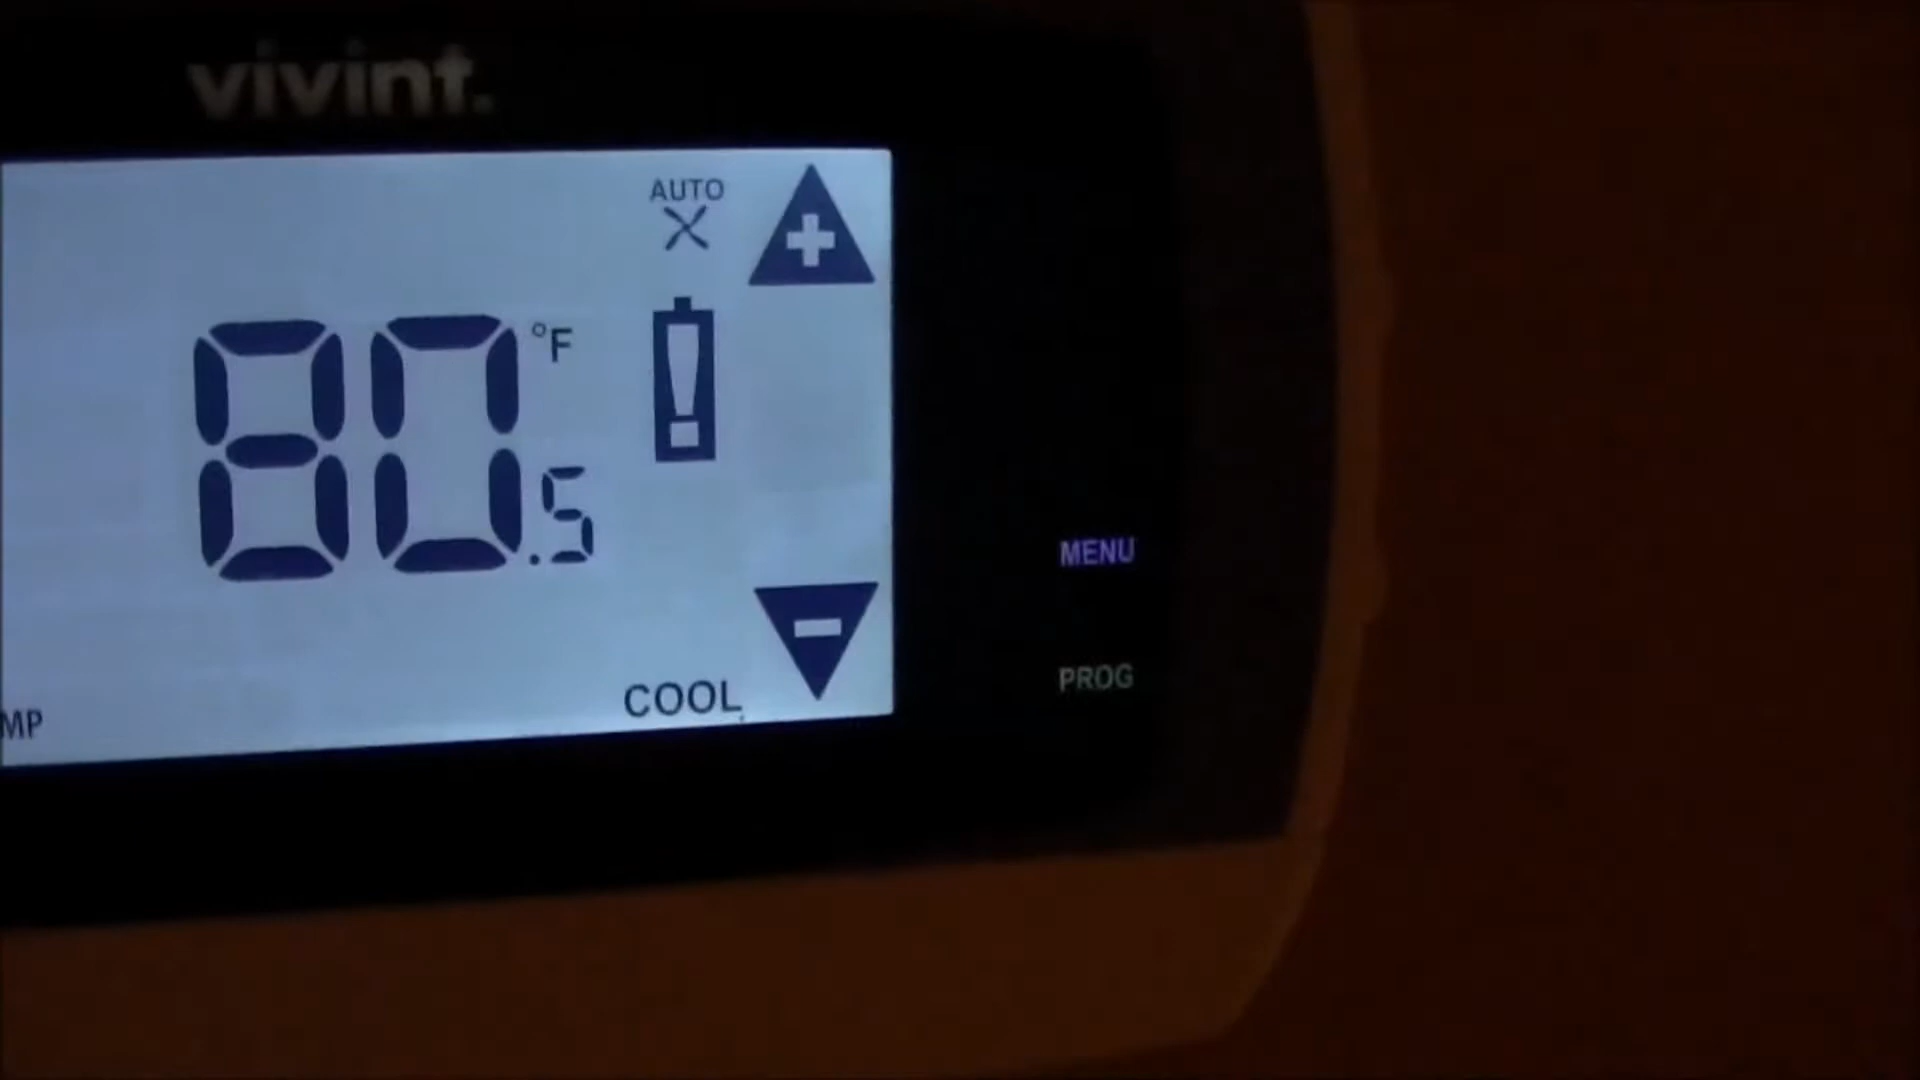 vivint.
AUTO
80.5 °F
COOL
MP
MENU
PROG